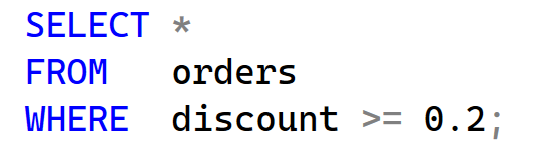 SELECT *
FROM   orders
WHERE  discount >= 0.2;